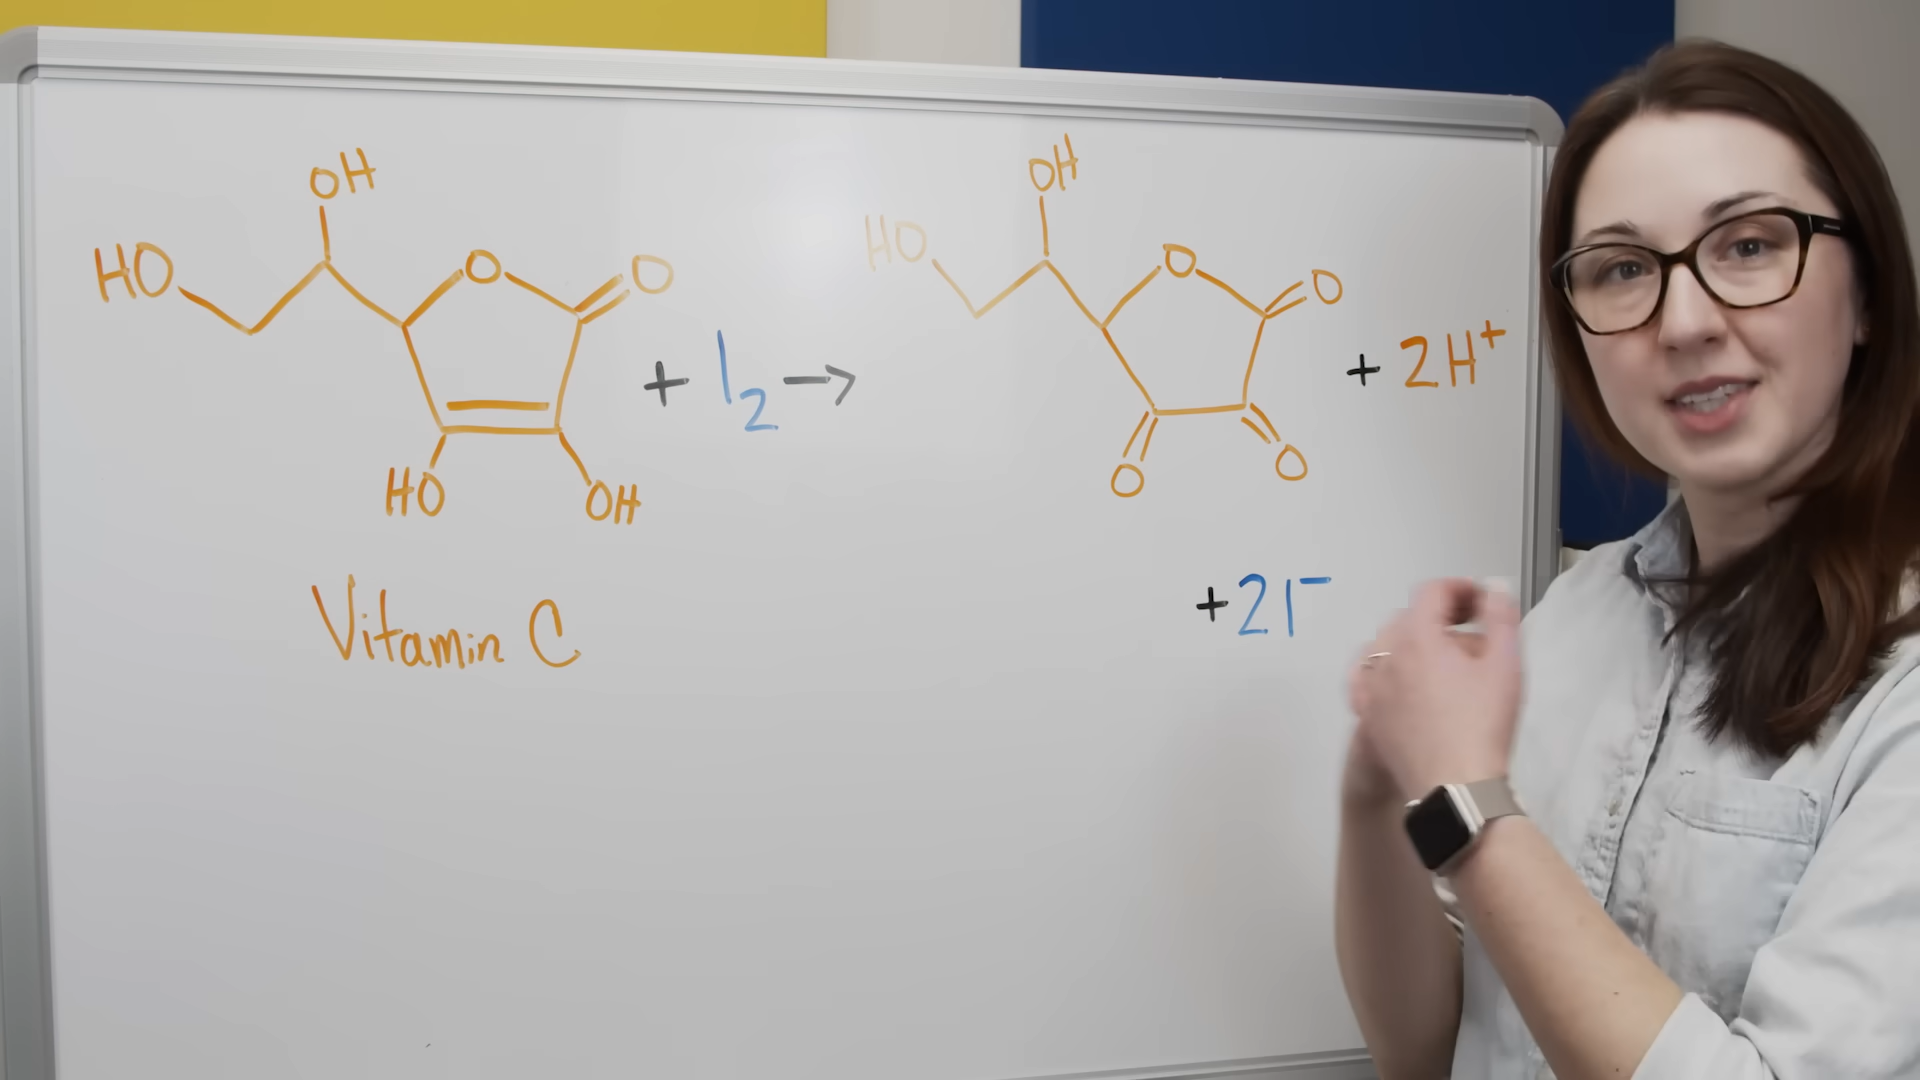 OH
HO
O
O
HO
OH
+ I₂ →
OH
HO
O
O
O
O
+ 2H⁺
+ 2I⁻
Vitamin C